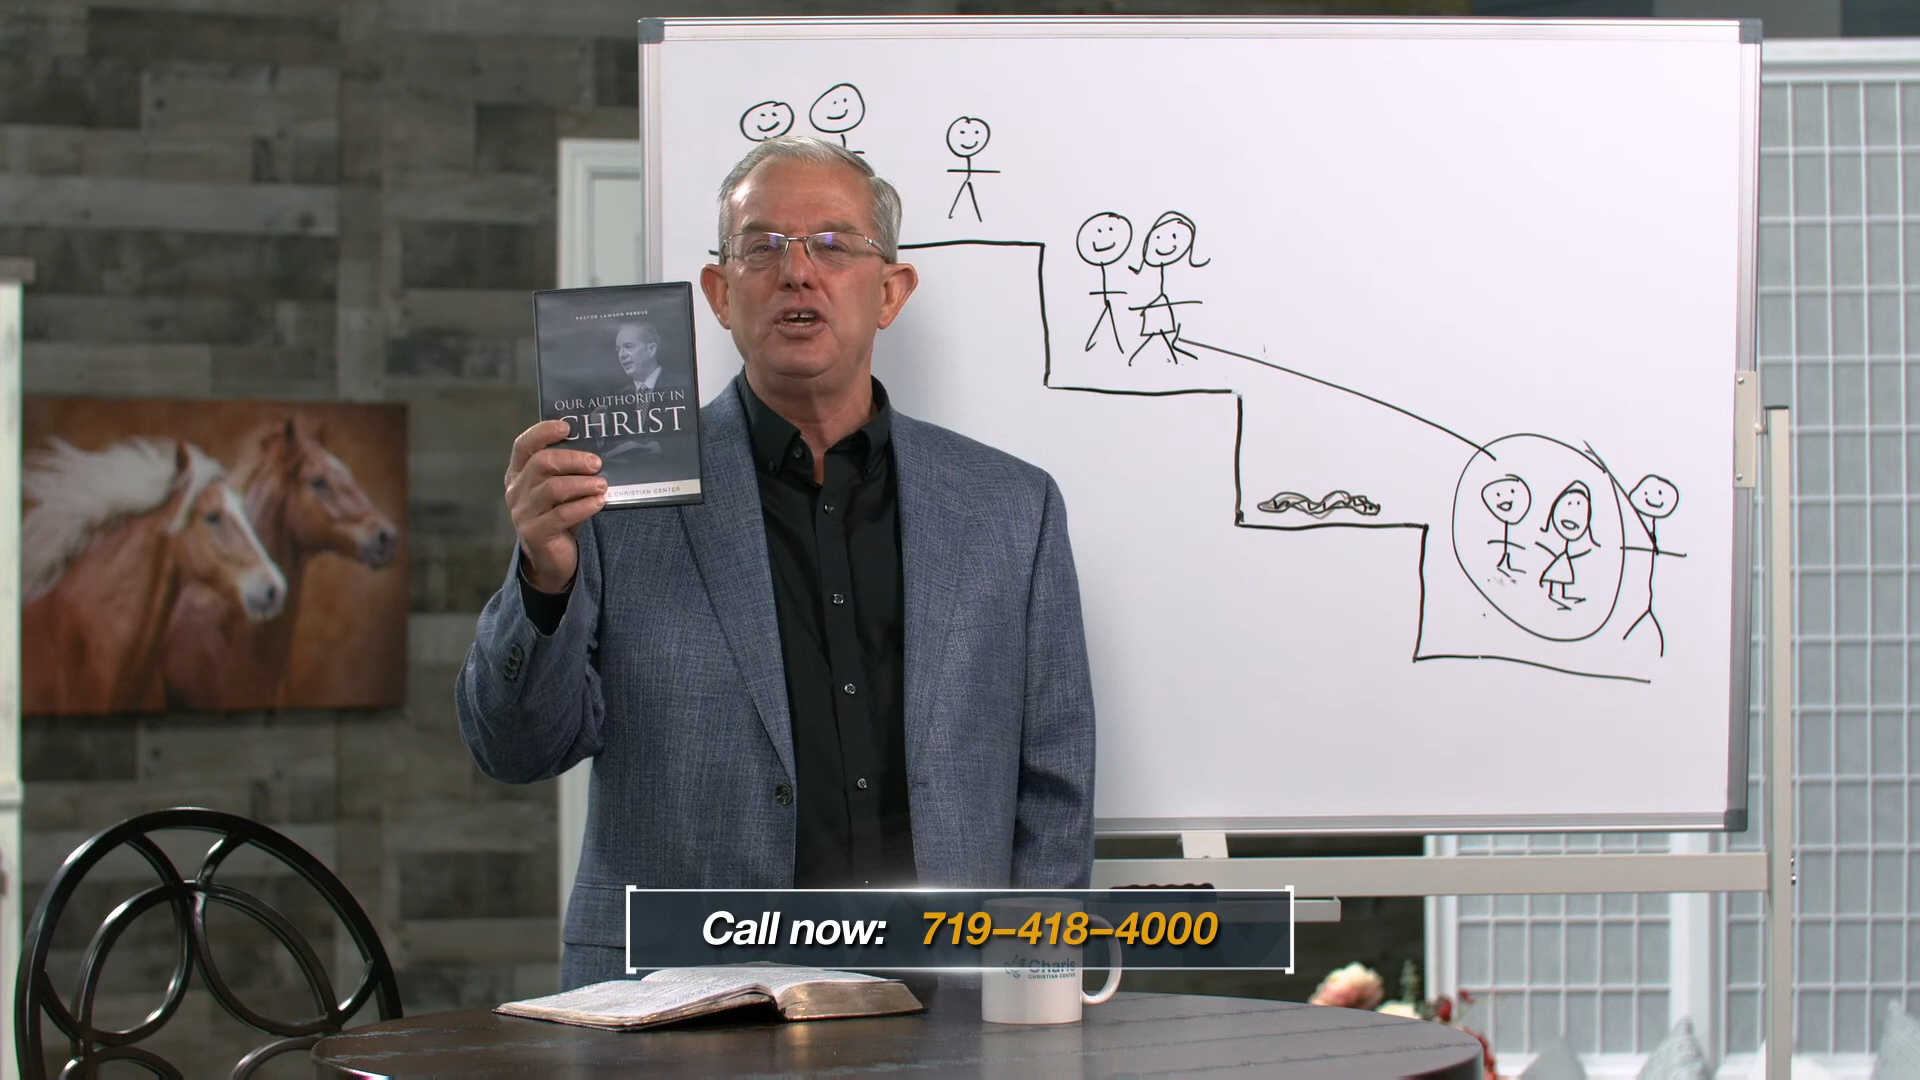 PASTOR LAWSON PERDUE
OUR AUTHORITY IN
CHRIST
S CHRISTIAN CENTER
Call now: 719–418–4000
Charis
CHRISTIAN CENTER